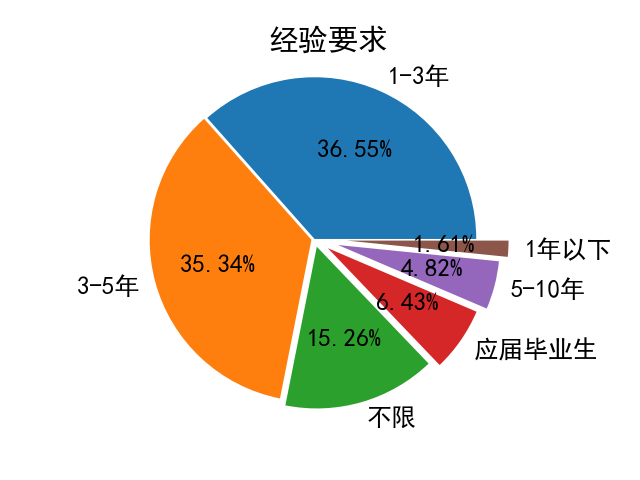 经验要求
1-3年
36.55%
3-5年
35.34%
不限
15.26%
应届毕业生
6.43%
5-10年
4.82%
1年以下
1.61%